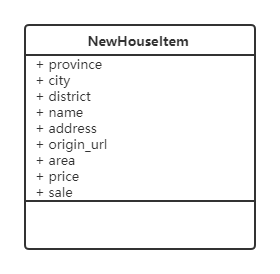 NewHouseItem
+ province
+ city
+ district
+ name
+ address
+ origin_url
+ area
+ price
+ sale